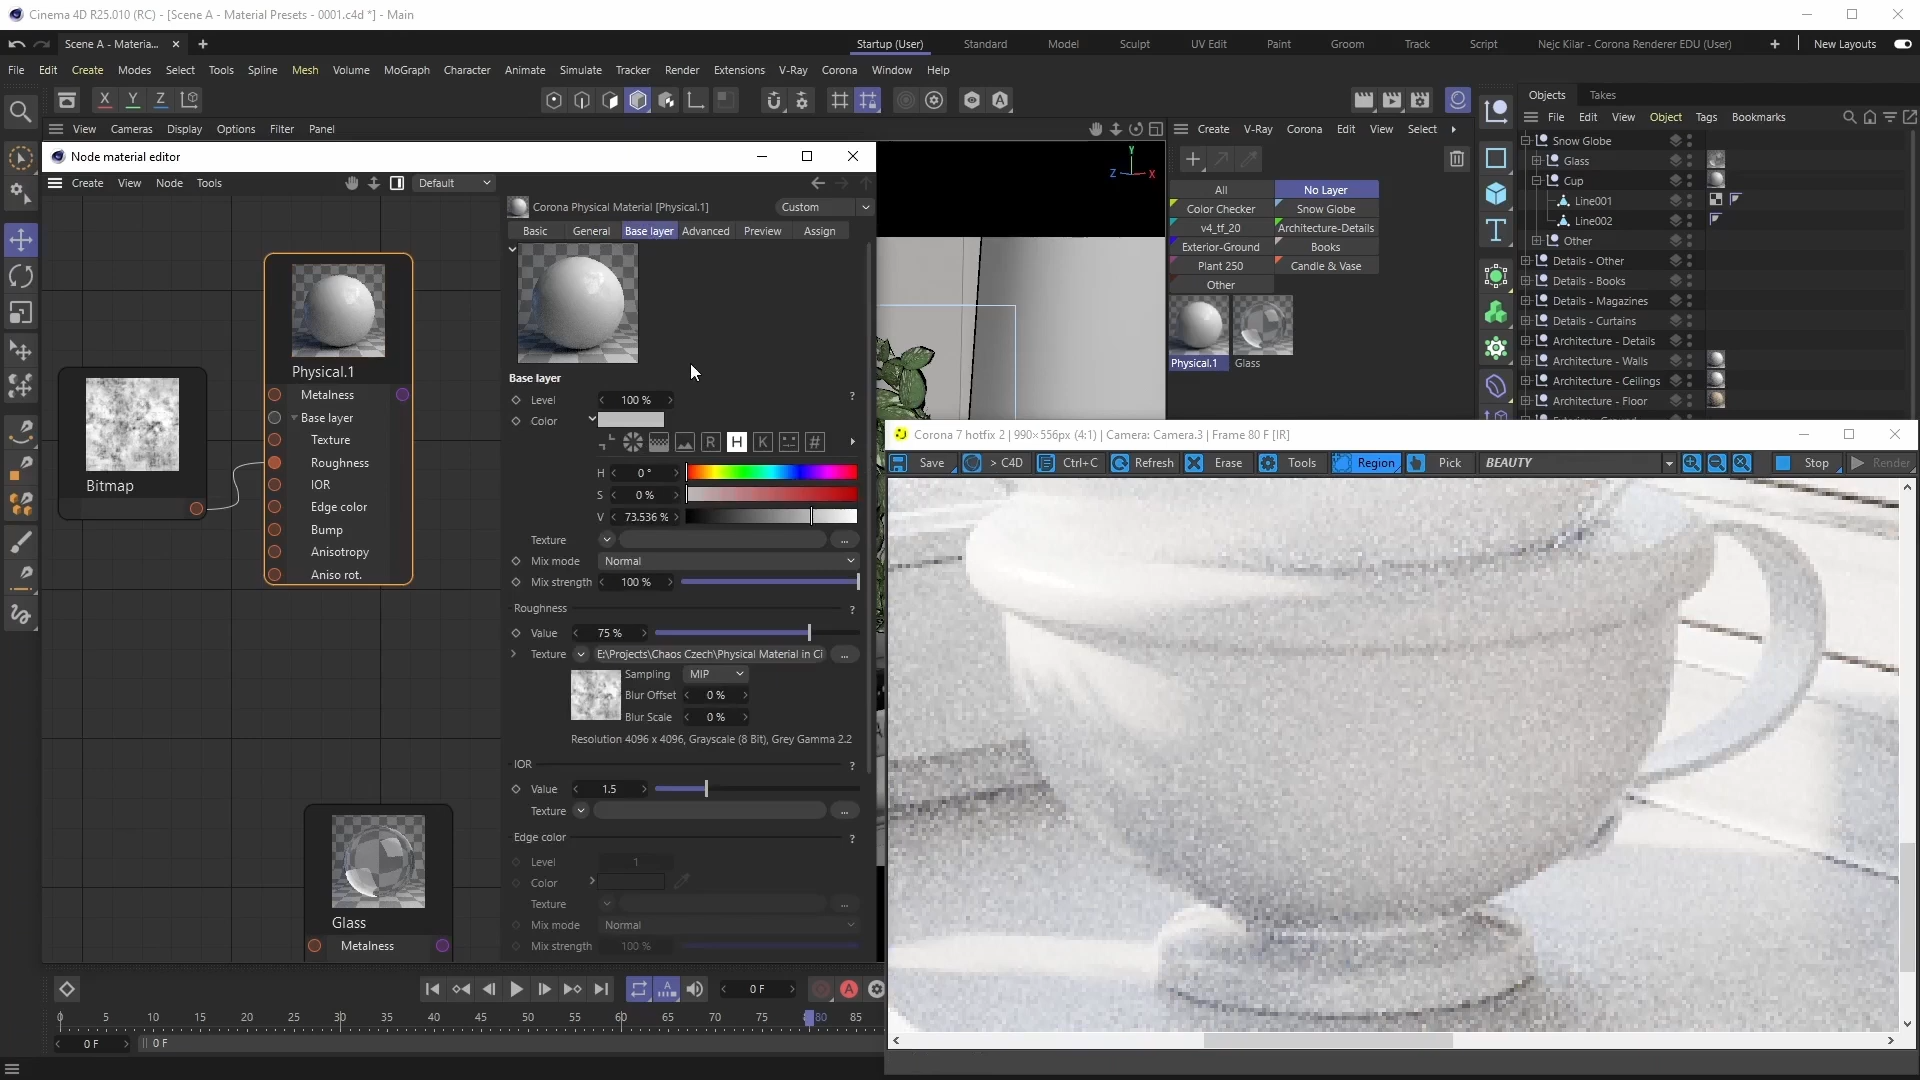 Cinema 4D R25.010 (RC) - [Scene A - Material Presets - 0001.c4d *] - Main
Scene A - Materia... × +
Startup (User) Standard Model Sculpt UV Edit Paint Groom Track Script Nejc Kilar - Corona Renderer EDU (User) + New Layouts
File Edit Create Modes Select Tools Spline Mesh Volume MoGraph Character Animate Simulate Tracker Render Extensions V-Ray Corona Window Help
X Y Z
View Cameras Display Options Filter Panel
Node material editor
Create View Node Tools Default
Physical.1
Metalness
Base layer
Texture
Roughness
IOR
Edge color
Bump
Anisotropy
Aniso rot.
Bitmap
Glass
Metalness
Corona Physical Material [Physical.1] Custom
Basic General Base layer Advanced Preview Assign
Base layer
Level 100 % ?
Color
R H K #
H 0 °
S 0 %
V 73.536 %
Texture ...
Mix mode Normal
Mix strength 100 %
Roughness ?
Value 75 %
Texture E:\Projects\Chaos Czech\Physical Material in Ci ...
Sampling MIP
Blur Offset 0 %
Blur Scale 0 %
Resolution 4096 x 4096, Grayscale (8 Bit), Grey Gamma 2.2
IOR ?
Value 1.5
Texture ...
Edge color ?
Level 1
Color
Texture ...
Mix mode Normal
Mix strength 100 %
Y
Z X
Create V-Ray Corona Edit View Select
All No Layer
Color Checker Snow Globe
v4_tf_20 Architecture-Details
Exterior-Ground Books
Plant 250 Candle & Vase
Other
Physical.1 Glass
Objects Takes
File Edit View Object Tags Bookmarks
Snow Globe
Glass
Cup
Line001
Line002
Other
Details - Other
Details - Books
Details - Magazines
Details - Curtains
Architecture - Details
Architecture - Walls
Architecture - Ceilings
Architecture - Floor
Corona 7 hotfix 2 | 990×556px (4:1) | Camera: Camera.3 | Frame 80 F [IR]
Save > C4D Ctrl+C Refresh Erase Tools Region Pick BEAUTY Stop Render
0 F
0 5 10 15 20 25 30 35 40 45 50 55 60 65 70 75 80 85
0 F 0 F